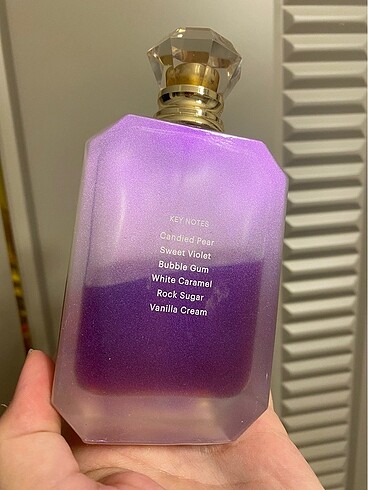 KEY NOTES
Candied Pear
Sweet Violet
Bubble Gum
White Caramel
Rock Sugar
Vanilla Cream